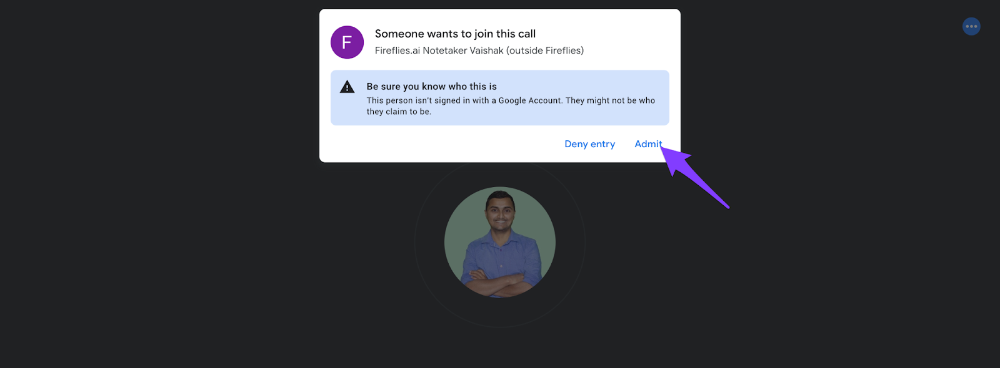 F
Someone wants to join this call
Fireflies.ai Notetaker Vaishak (outside Fireflies)
Be sure you know who this is
This person isn't signed in with a Google Account. They might not be who
they claim to be.
Deny entry Admit